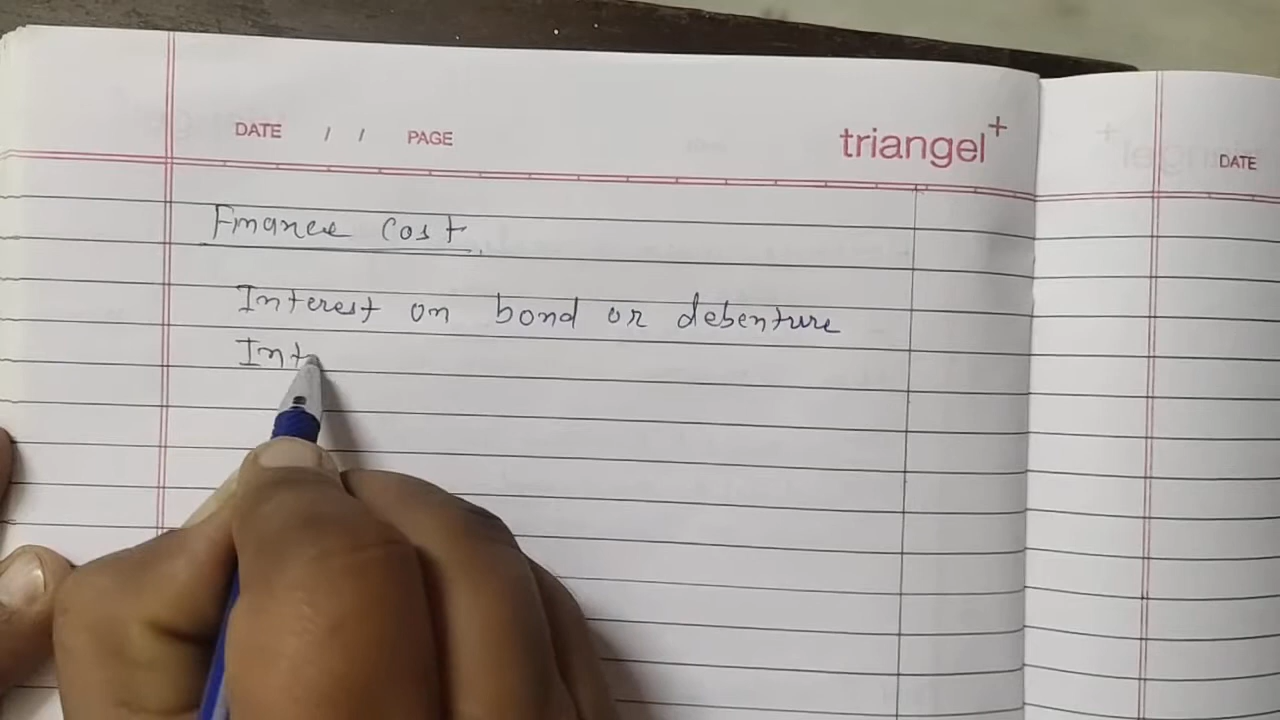 DATE / / PAGE
triangel+
DATE
Finance cost
Interest on bond or debenture
Int